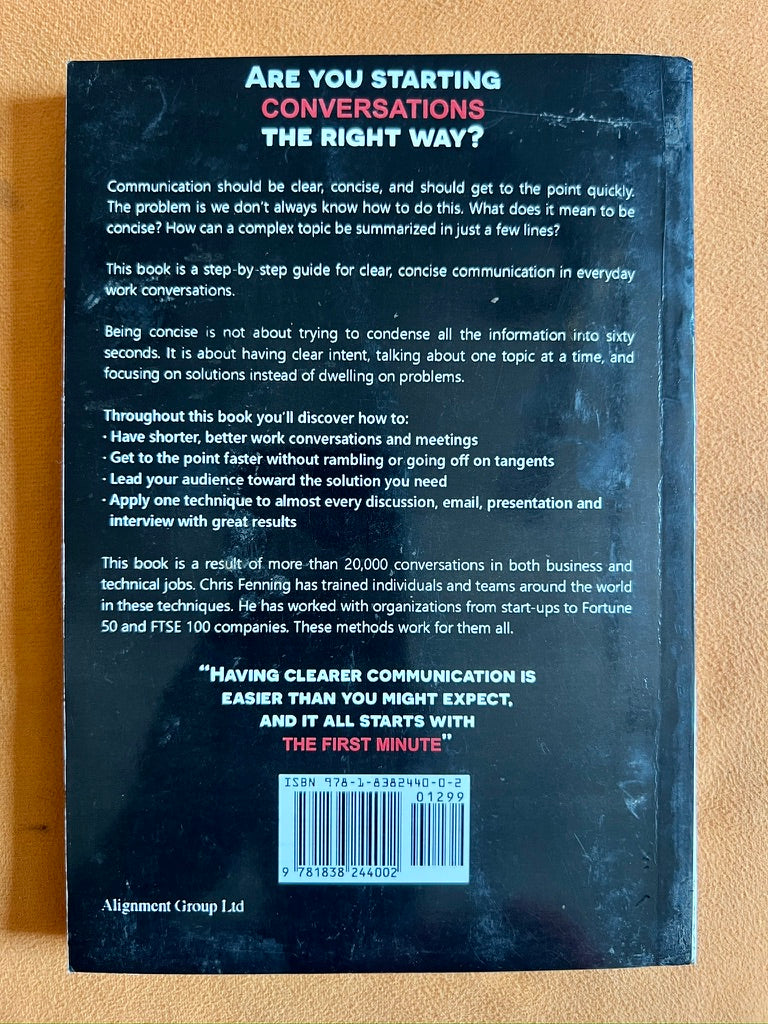 ARE YOU STARTING
CONVERSATIONS
THE RIGHT WAY?
Communication should be clear, concise, and should get to the point quickly.
The problem is we don't always know how to do this. What does it mean to be
concise? How can a complex topic be summarized in just a few lines?
This book is a step-by-step guide for clear, concise communication in everyday
work conversations.
Being concise is not about trying to condense all the information into sixty
seconds. It is about having clear intent, talking about one topic at a time, and
focusing on solutions instead of dwelling on problems.
Throughout this book you'll discover how to:
· Have shorter, better work conversations and meetings
· Get to the point faster without rambling or going off on tangents
· Lead your audience toward the solution you need
· Apply one technique to almost every discussion, email, presentation and
interview with great results
This book is a result of more than 20,000 conversations in both business and
technical jobs. Chris Fenning has trained individuals and teams around the world
in these techniques. He has worked with organizations from start-ups to Fortune
50 and FTSE 100 companies. These methods work for them all.
“HAVING CLEARER COMMUNICATION IS
EASIER THAN YOU MIGHT EXPECT,
AND IT ALL STARTS WITH
THE FIRST MINUTE”
ISBN 978-1-8382440-0-2
01299
9 781838 244002
Alignment Group Ltd